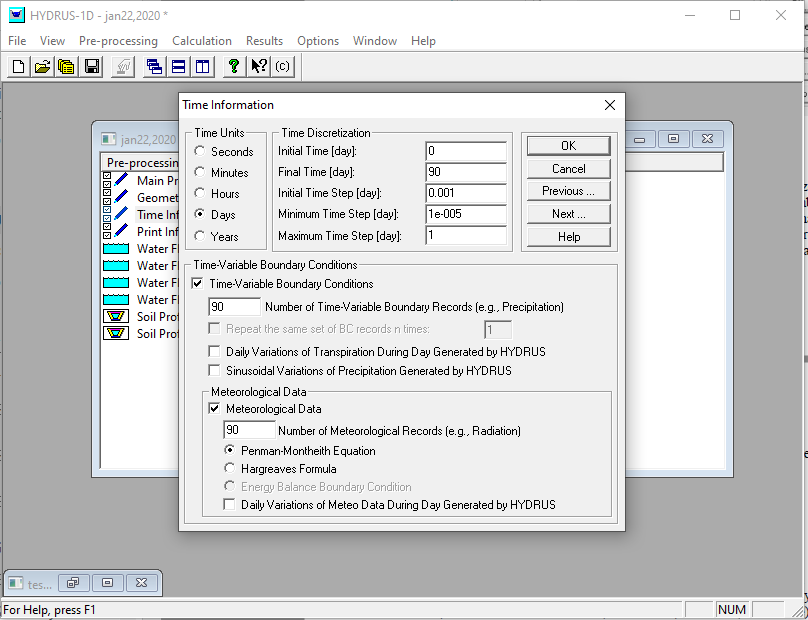 HYDRUS-1D - jan22,2020 *
File View Pre-processing Calculation Results Options Window Help
? ? (c)
Time Information
jan22,2020
Pre-processin
Main Pr
Geomet
Time Inf
Print Inf
Water Fl
Water Fl
Water Fl
Water Fl
Soil Prof
Soil Prof
Time Units
Seconds
Minutes
Hours
Days
Years
Time Discretization
Initial Time [day]: 0
Final Time [day]: 90
Initial Time Step [day]: 0.001
Minimum Time Step [day]: 1e-005
Maximum Time Step [day]: 1
OK
Cancel
Previous ...
Next ...
Help
Time-Variable Boundary Conditions
Time-Variable Boundary Conditions
90 Number of Time-Variable Boundary Records (e.g., Precipitation)
Repeat the same set of BC records n times: 1
Daily Variations of Transpiration During Day Generated by HYDRUS
Sinusoidal Variations of Precipitation Generated by HYDRUS
Meteorological Data
Meteorological Data
90 Number of Meteorological Records (e.g., Radiation)
Penman-Montheith Equation
Hargreaves Formula
Energy Balance Boundary Condition
Daily Variations of Meteo Data During Day Generated by HYDRUS
tes...
For Help, press F1
NUM